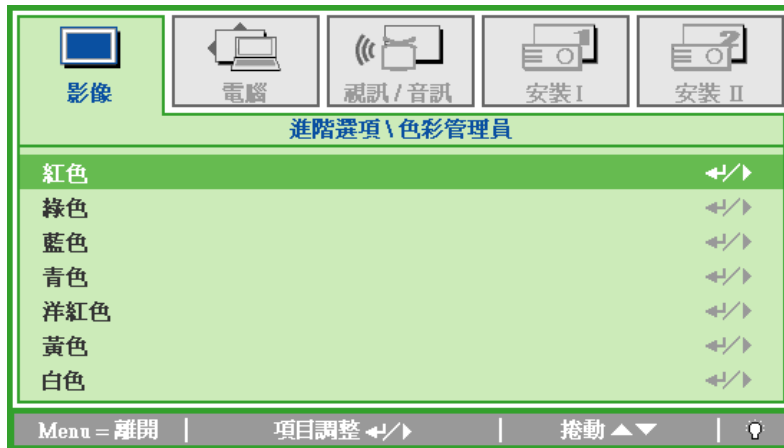 影像
電腦
視訊 / 音訊
安裝 I
安裝 II
進階選項 \ 色彩管理員
紅色
綠色
藍色
青色
洋紅色
黃色
白色
Menu = 離開 項目調整 捲動